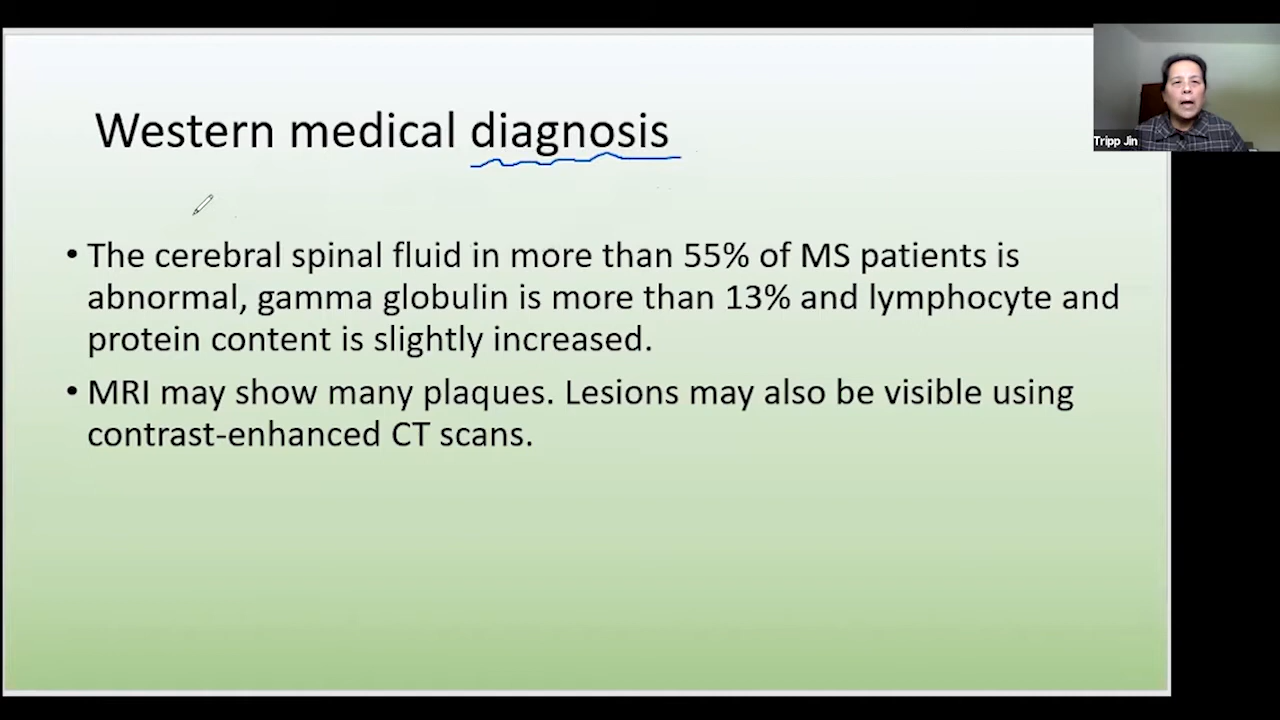 Western medical diagnosis
Tripp Jin
• The cerebral spinal fluid in more than 55% of MS patients is
abnormal, gamma globulin is more than 13% and lymphocyte and
protein content is slightly increased.
• MRI may show many plaques. Lesions may also be visible using
contrast-enhanced CT scans.